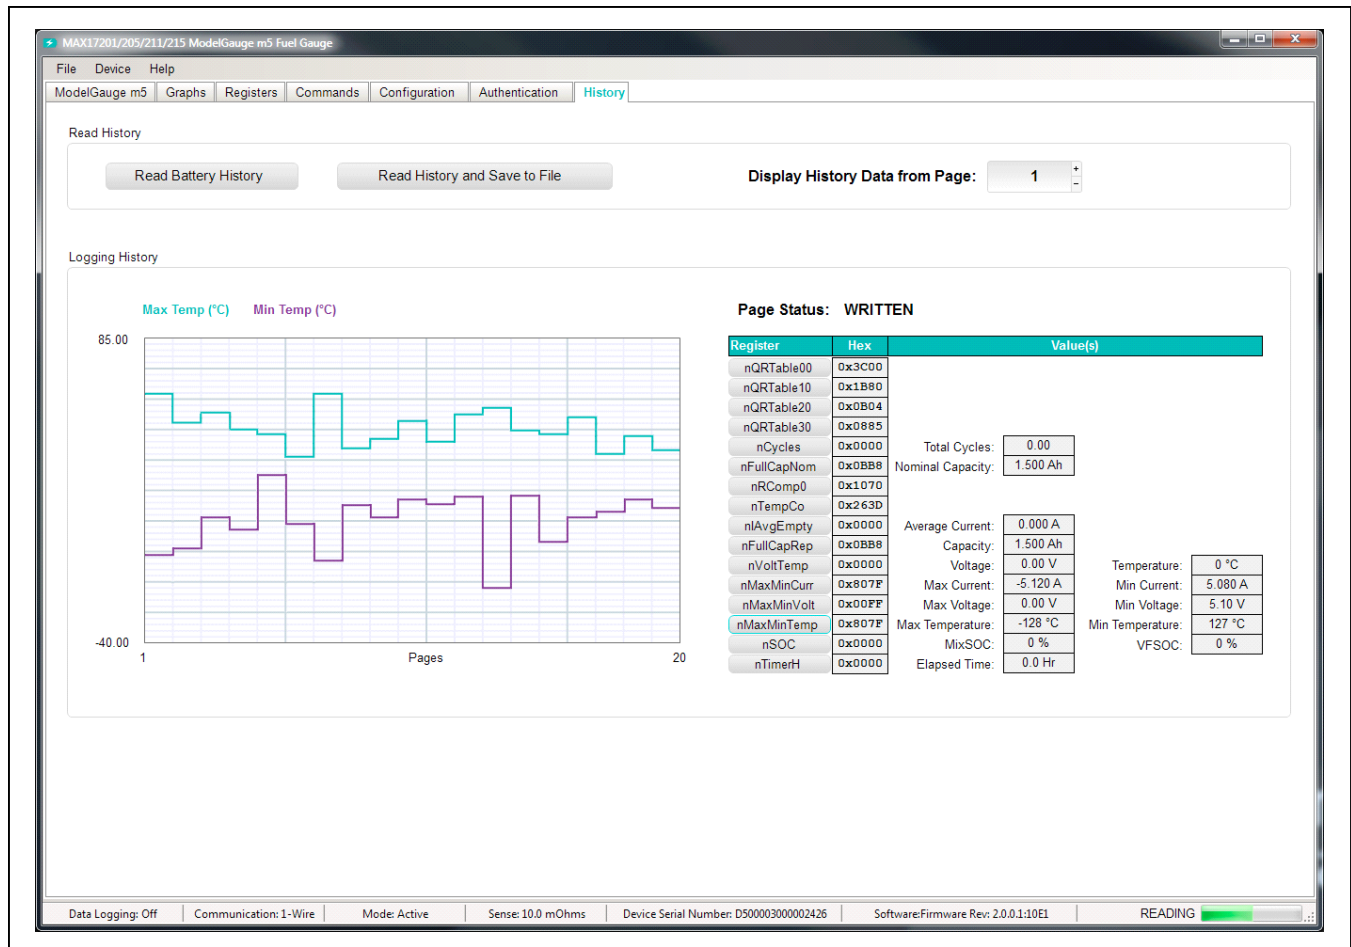 MAX17201/205/211/215 ModelGauge m5 Fuel Gauge
File Device Help
ModelGauge m5 Graphs Registers Commands Configuration Authentication History
Read History
Read Battery History Read History and Save to File Display History Data from Page: 1 + -
Logging History
Max Temp (°C) Min Temp (°C) Page Status: WRITTEN
85.00
Register Hex Value(s)
nQRTable00 0x3C00
nQRTable10 0x1B80
nQRTable20 0x0B04
nQRTable30 0x0885
nCycles 0x0000 Total Cycles: 0.00
nFullCapNom 0x0BB8 Nominal Capacity: 1.500 Ah
nRComp0 0x1070
nTempCo 0x263D
nIAvgEmpty 0x0000 Average Current: 0.000 A
nFullCapRep 0x0BB8 Capacity: 1.500 Ah
nVoltTemp 0x0000 Voltage: 0.00 V Temperature: 0 °C
nMaxMinCurr 0x807F Max Current: -5.120 A Min Current: 5.080 A
nMaxMinVolt 0x00FF Max Voltage: 0.00 V Min Voltage: 5.10 V
nMaxMinTemp 0x807F Max Temperature: -128 °C Min Temperature: 127 °C
-40.00 nSOC 0x0000 MixSOC: 0 % VFSOC: 0 %
1 Pages 20 nTimerH 0x0000 Elapsed Time: 0.0 Hr
Data Logging: Off Communication: 1-Wire Mode: Active Sense: 10.0 mOhms Device Serial Number: D500003000002426 Software:Firmware Rev: 2.0.0.1:10E1 READING